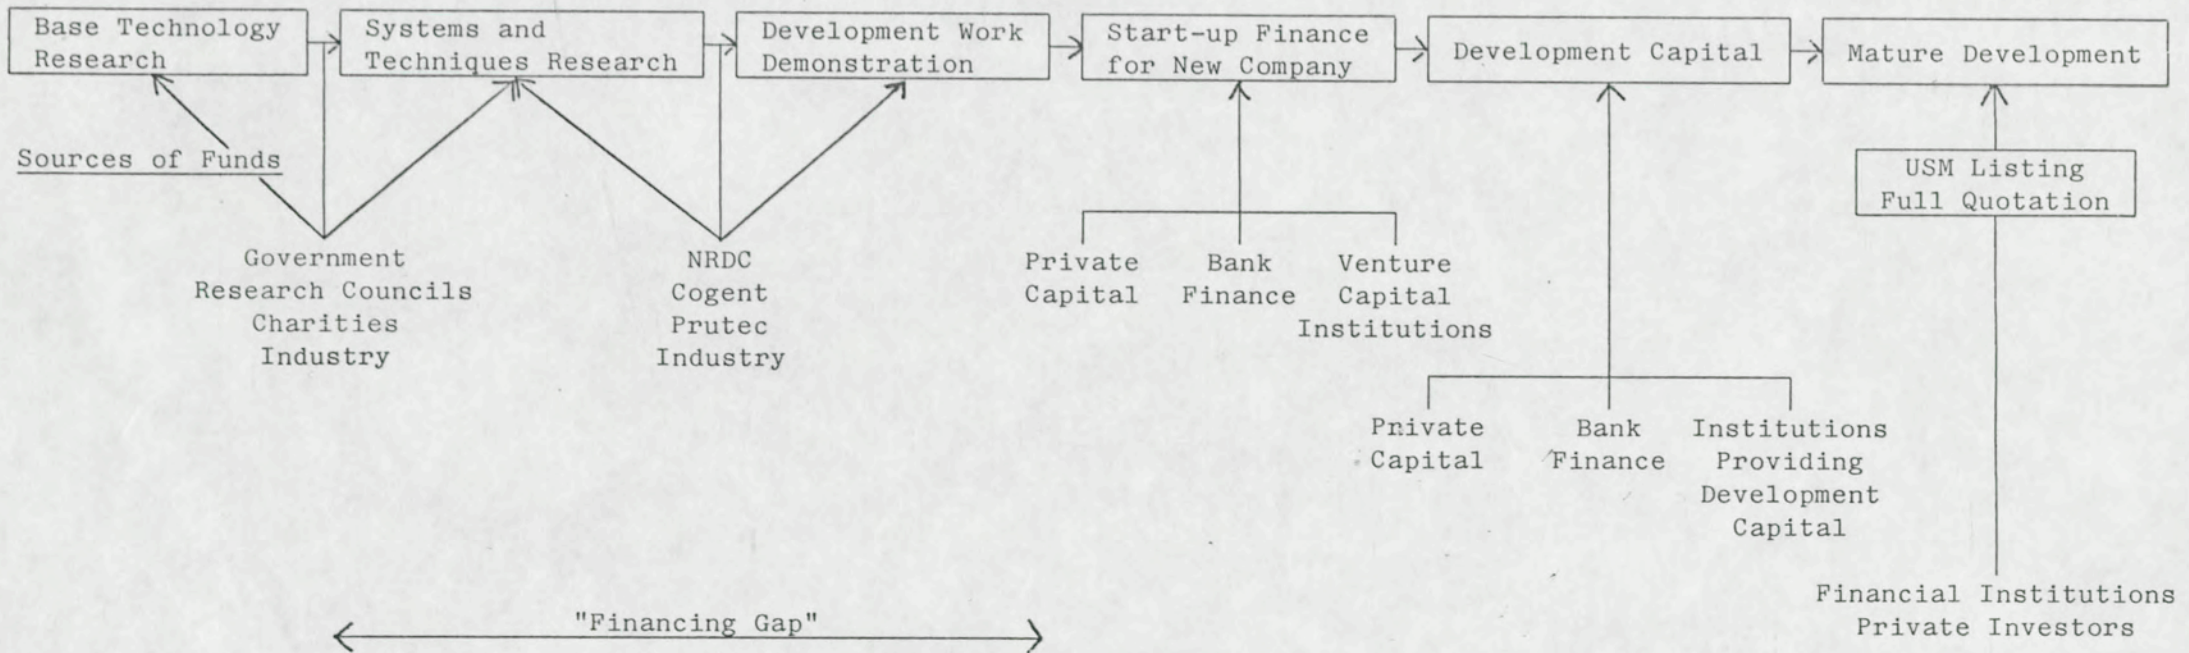 Base Technology
Research
Systems and
Techniques Research
Development Work
Demonstration
Start-up Finance
for New Company
Development Capital
Mature Development
Sources of Funds
USM Listing
Full Quotation
Government
Research Councils
Charities
Industry
NRDC
Cogent
Prutec
Industry
Private
Capital
Bank
Finance
Venture
Capital
Institutions
Private
Capital
Bank
Finance
Institutions
Providing
Development
Capital
Financial Institutions
Private Investors
"Financing Gap"